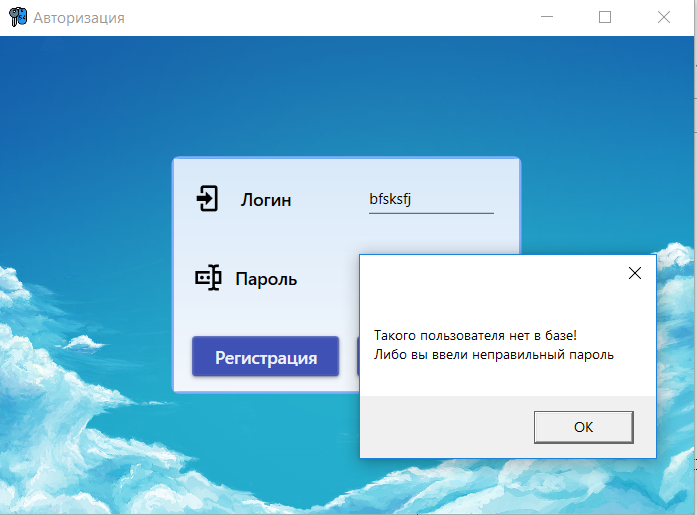 Авторизация
Логин
bfsksfj
Пароль
Регистрация
Такого пользователя нет в базе!
Либо вы ввели неправильный пароль
OK